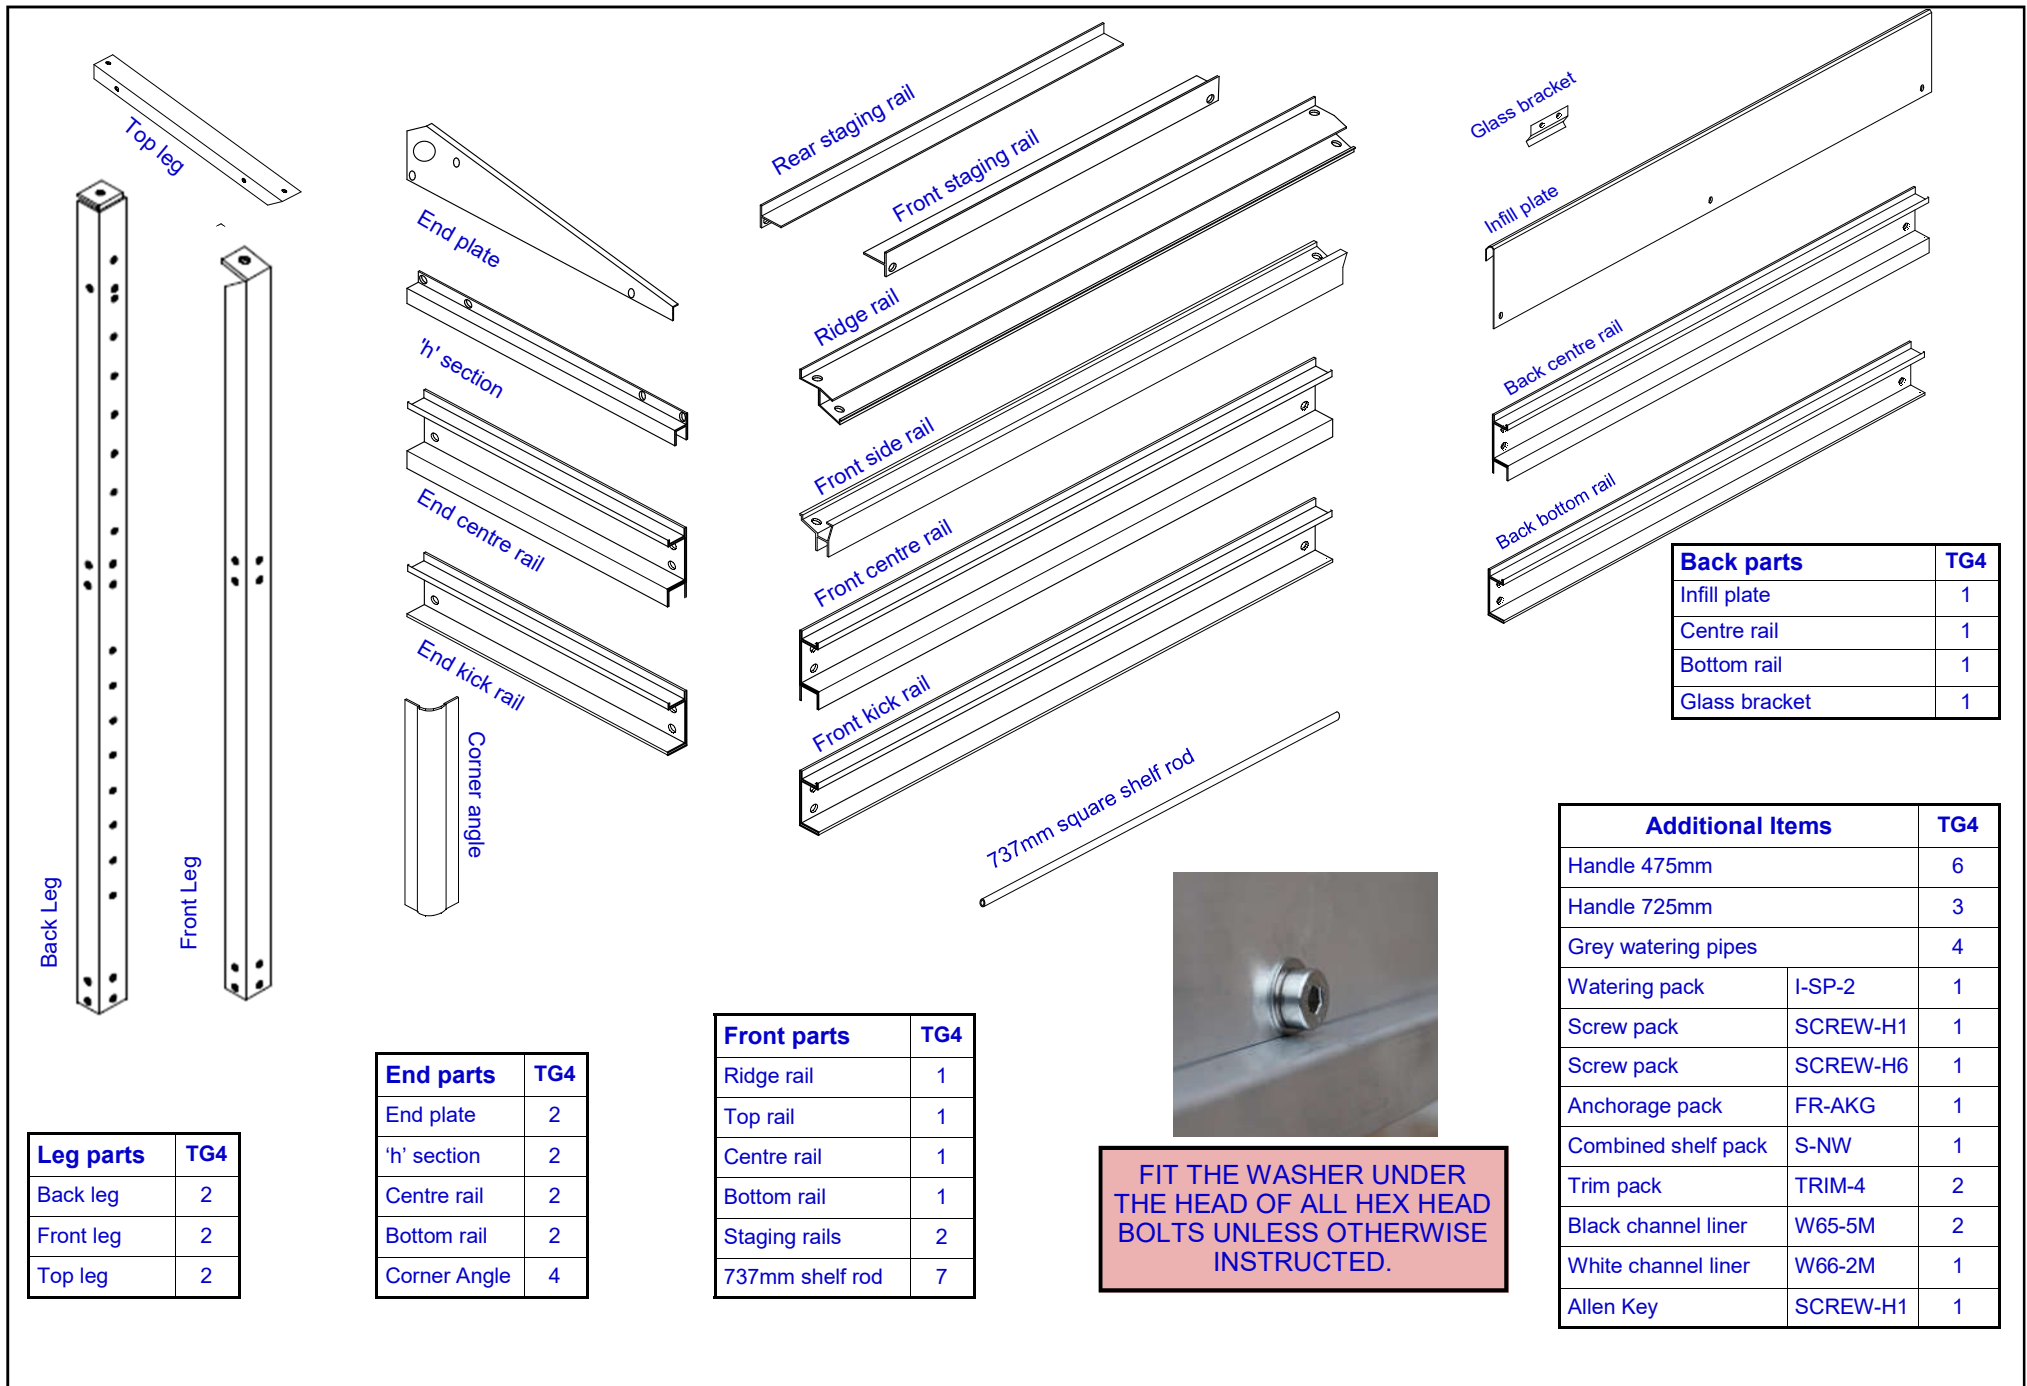 Top leg
Back Leg
Front Leg
End plate
'h' section
End centre rail
End kick rail
Corner angle
Rear staging rail
Front staging rail
Ridge rail
Front side rail
Front centre rail
Front kick rail
737mm square shelf rod
Glass bracket
Infill plate
Back centre rail
Back bottom rail
Back parts TG4
Infill plate 1
Centre rail 1
Bottom rail 1
Glass bracket 1
Leg parts TG4
Back leg 2
Front leg 2
Top leg 2
End parts TG4
End plate 2
‘h’ section 2
Centre rail 2
Bottom rail 2
Corner Angle 4
Front parts TG4
Ridge rail 1
Top rail 1
Centre rail 1
Bottom rail 1
Staging rails 2
737mm shelf rod 7
FIT THE WASHER UNDER
THE HEAD OF ALL HEX HEAD
BOLTS UNLESS OTHERWISE
INSTRUCTED.
Additional Items TG4
Handle 475mm 6
Handle 725mm 3
Grey watering pipes 4
Watering pack I-SP-2 1
Screw pack SCREW-H1 1
Screw pack SCREW-H6 1
Anchorage pack FR-AKG 1
Combined shelf pack S-NW 1
Trim pack TRIM-4 2
Black channel liner W65-5M 2
White channel liner W66-2M 1
Allen Key SCREW-H1 1